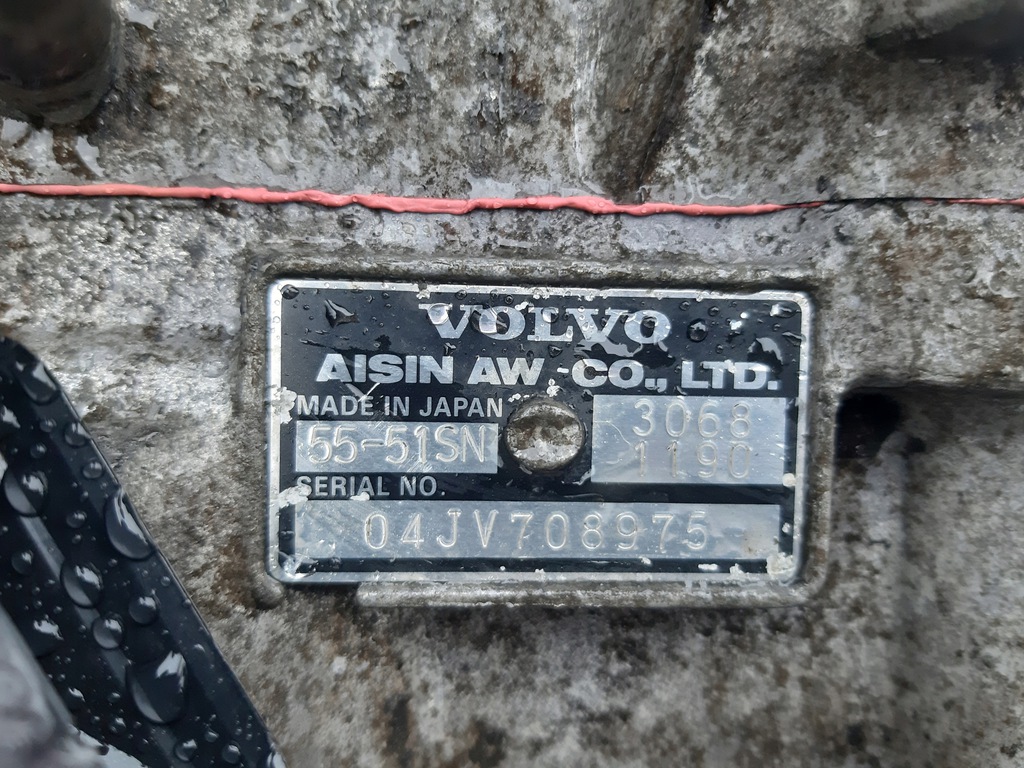 VOLVO
AISIN AW CO., LTD.
MADE IN JAPAN
55-51SN
3068
1190
SERIAL NO.
04JV708975